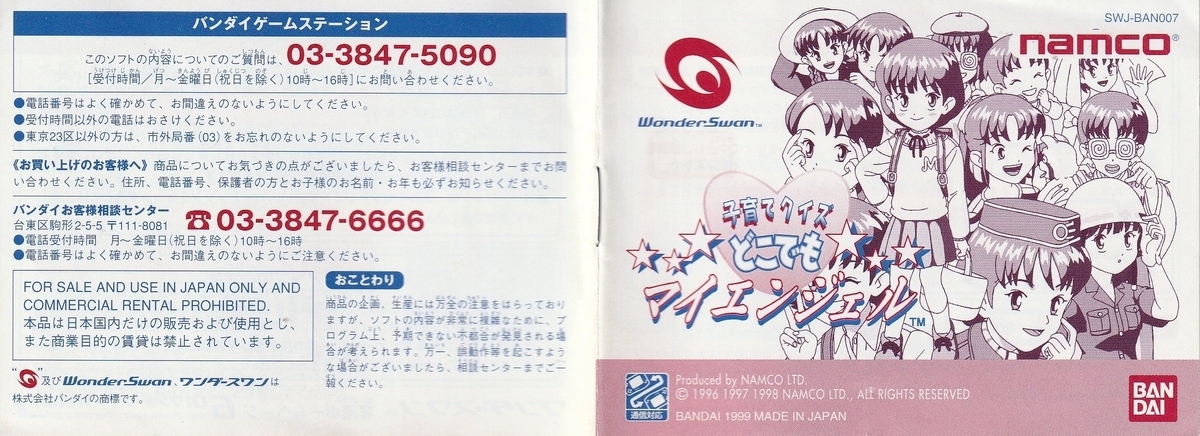 バンダイゲームステーション
このソフトの内容についてのご質問は、03-3847-5090
[受付時間/月〜金曜日(祝日を除く)10時〜16時]にお問い合わせください。
●電話番号はよく確かめて、お間違えのないようにしてください。
●受付時間以外の電話はおさけください。
●東京23区以外の方は、市外局番(03)をお忘れのないようにしてください。
《お買い上げのお客様へ》商品についてお気づきの点がございましたら、お客様相談センターまでお問
い合わせください。住所、電話番号、保護者の方とお子様のお名前・お年も必ずお知らせください。
バンダイお客様相談センター
台東区駒形2-5-5 〒111-8081
☎03-3847-6666
●電話受付時間 月〜金曜日(祝日を除く)10時〜16時
●電話番号はよく確かめて、お間違えのないようにご注意ください。
FOR SALE AND USE IN JAPAN ONLY AND
COMMERCIAL RENTAL PROHIBITED.
本品は日本国内だけの販売および使用とし、
また商業目的の賃貸は禁止されています。
おことわり
商品の企画、生産には万全の注意をはらっており
ますが、ソフトの内容が非常に複雑なために、プ
ログラム上、予期できない不都合が発見される場
合が考えられます。万一、誤動作等を起こすよう
な場合がございましたら、相談センターまでご一
報ください。
" "及びWonderSwan、ワンダースワンは
株式会社バンダイの商標です。
SWJ-BAN007
namco®
WonderSwan™
M
子育てクイズ
どこでも
マイエンジェル™
通信対応
Produced by NAMCO LTD.
© 1996 1997 1998 NAMCO LTD., ALL RIGHTS RESERVED
BANDAI 1999 MADE IN JAPAN
BAN
DAI